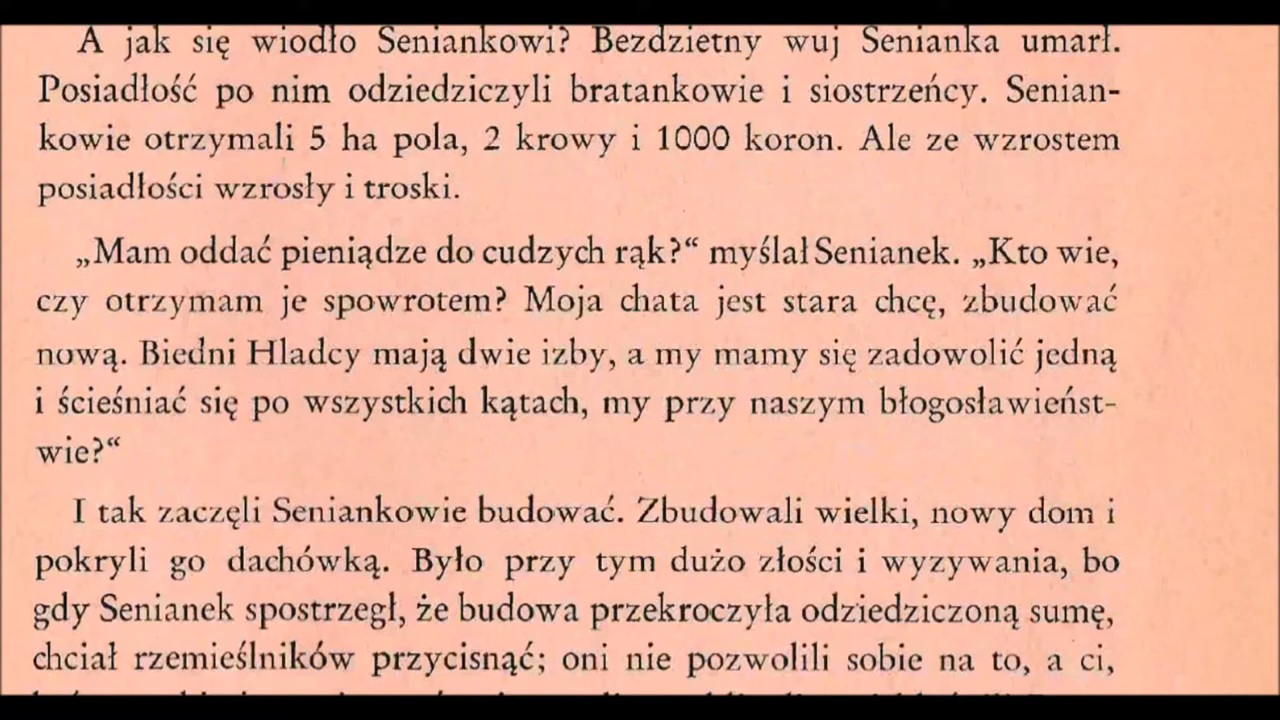 A jak się wiodło Seniankowi? Bezdzietny wuj Senianka umarł.
Posiadłość po nim odziedziczyli bratankowie i siostrzeńcy. Senian-
kowie otrzymali 5 ha pola, 2 krowy i 1000 koron. Ale ze wzrostem
posiadłości wzrosły i troski.
„Mam oddać pieniądze do cudzych rąk?“ myślał Senianek. „Kto wie,
czy otrzymam je spowrotem? Moja chata jest stara chcę, zbudować
nową. Biedni Hladcy mają dwie izby, a my mamy się zadowolić jedną
i ścieśniać się po wszystkich kątach, my przy naszym błogosławieńst-
wie?“
I tak zaczęli Seniankowie budować. Zbudowali wielki, nowy dom i
pokryli go dachówką. Było przy tym dużo złości i wyzywania, bo
gdy Senianek spostrzegł, że budowa przekroczyła odziedziczoną sumę,
chciał rzemieślników przycisnąć; oni nie pozwolili sobie na to, a ci,